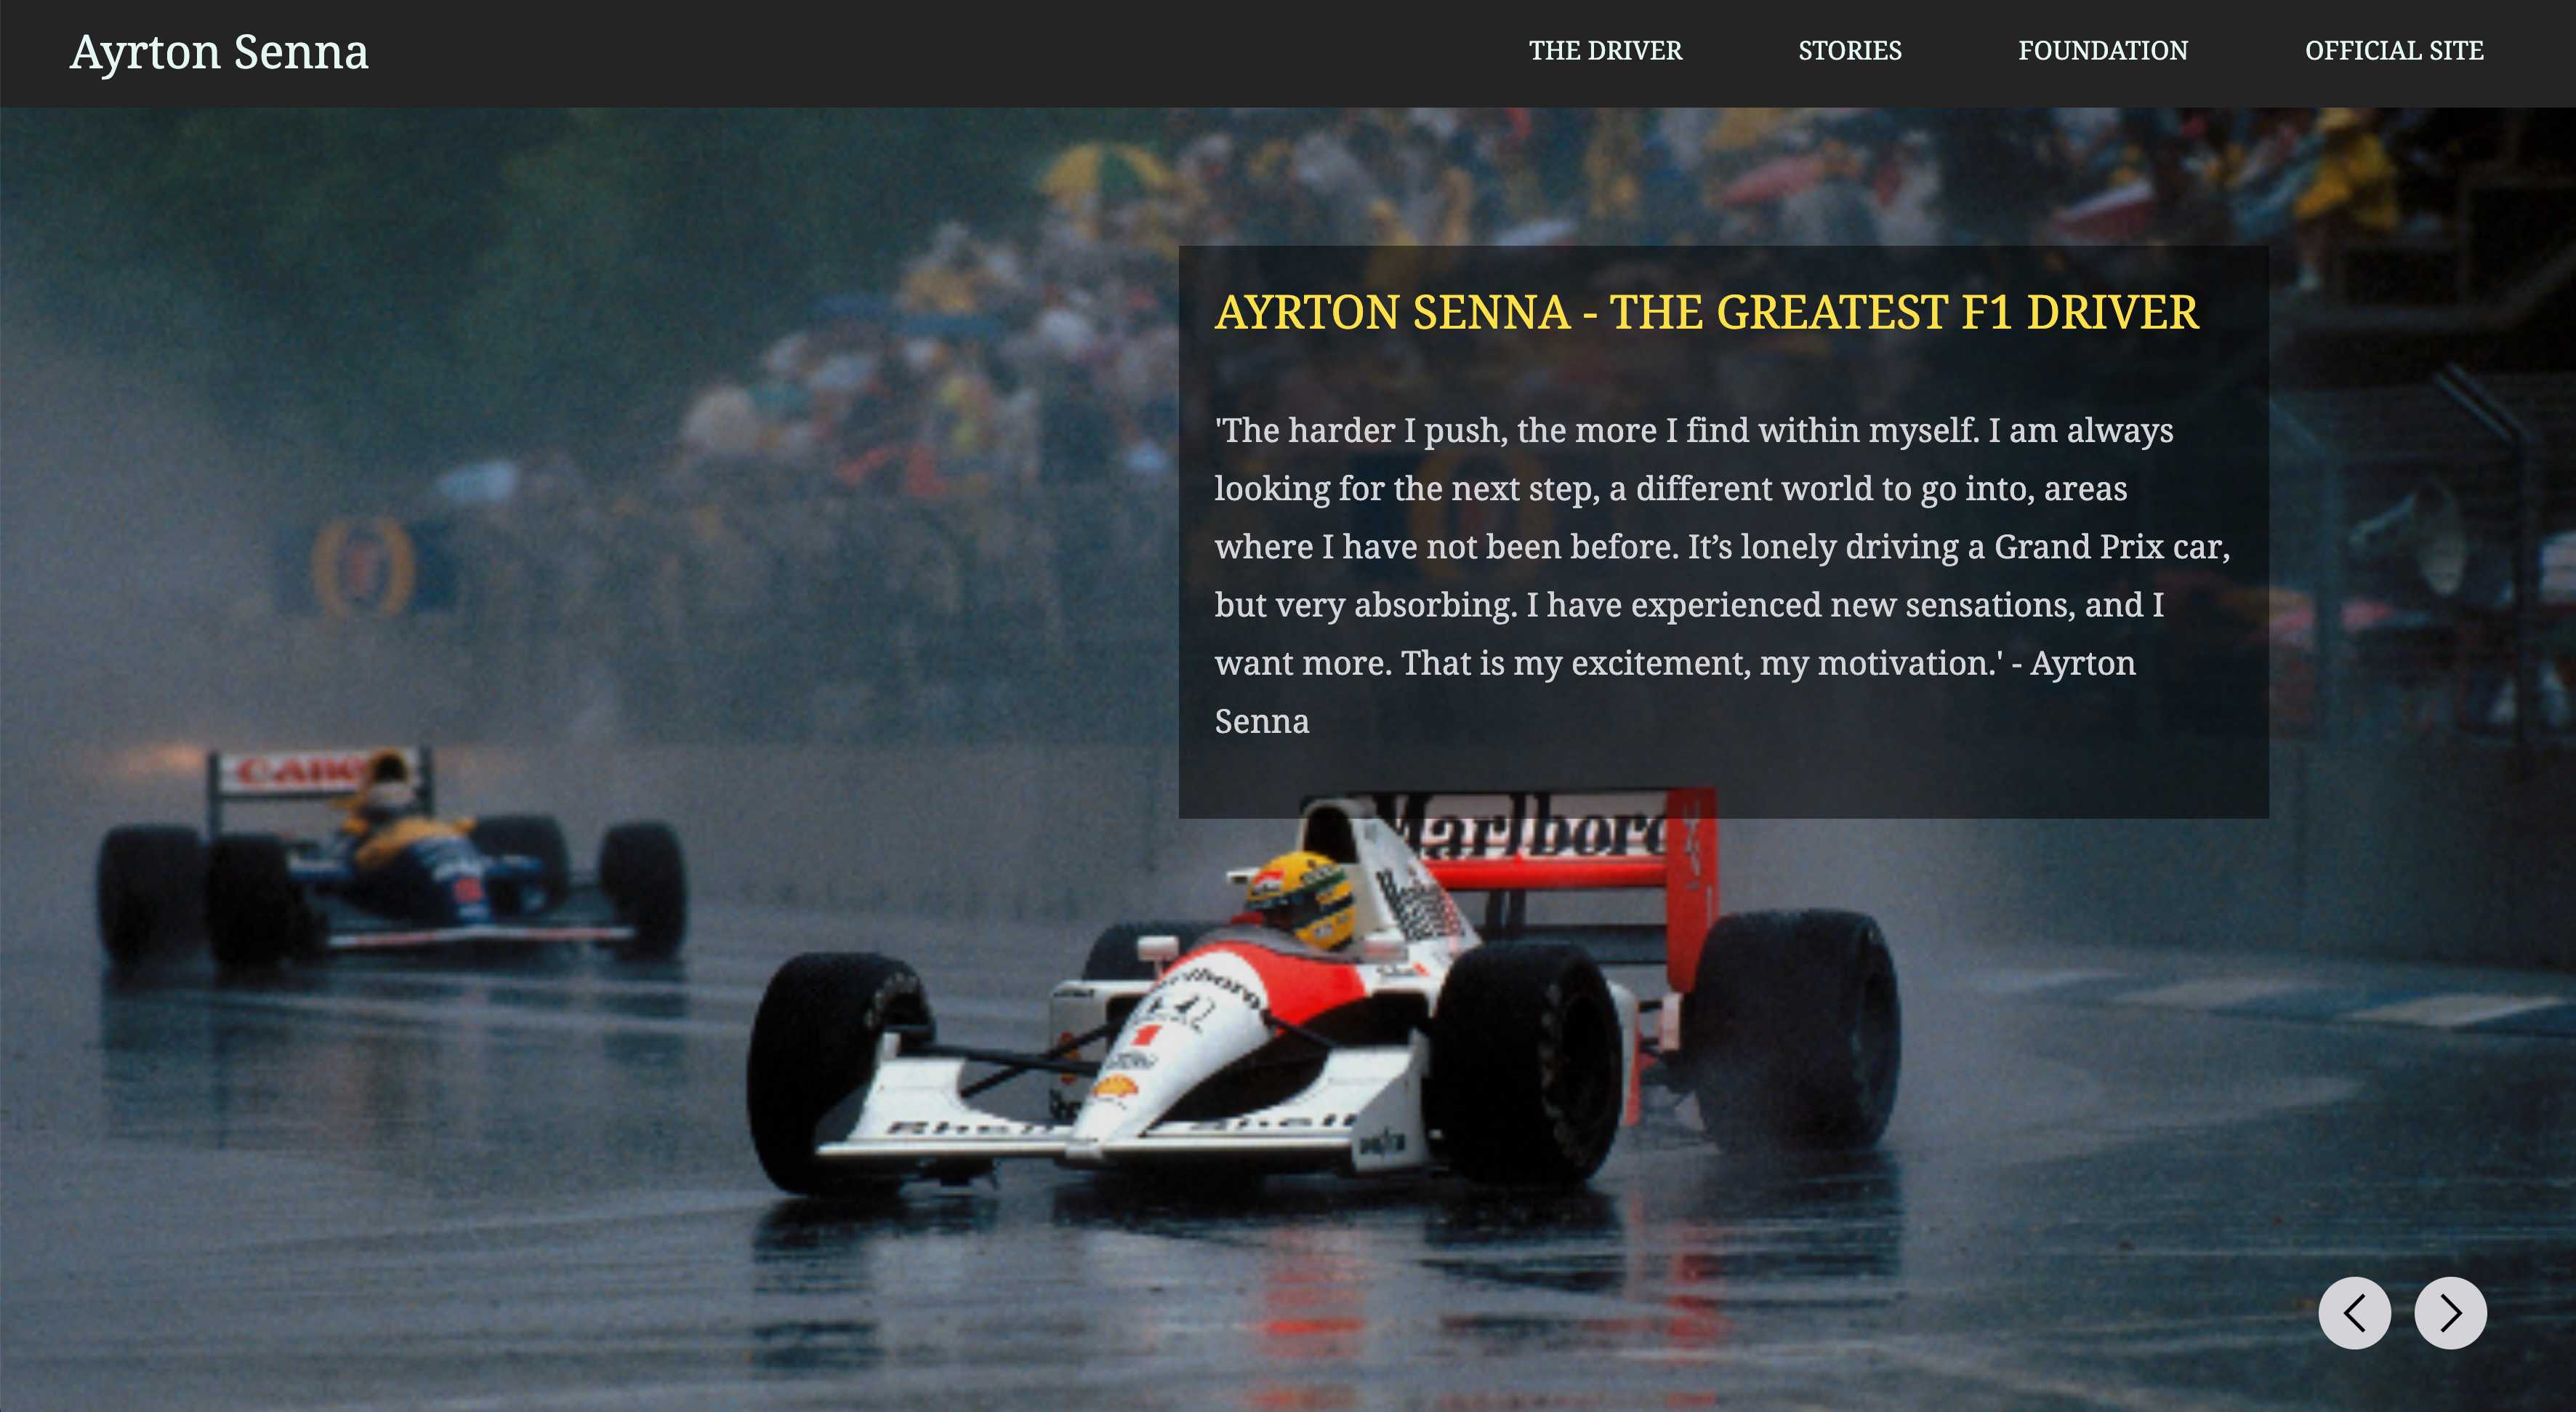 Ayrton Senna
THE DRIVER
STORIES
FOUNDATION
OFFICIAL SITE
AYRTON SENNA - THE GREATEST F1 DRIVER
'The harder I push, the more I find within myself. I am always
looking for the next step, a different world to go into, areas
where I have not been before. It’s lonely driving a Grand Prix car,
but very absorbing. I have experienced new sensations, and I
want more. That is my excitement, my motivation.' - Ayrton
Senna
Marlboro
1